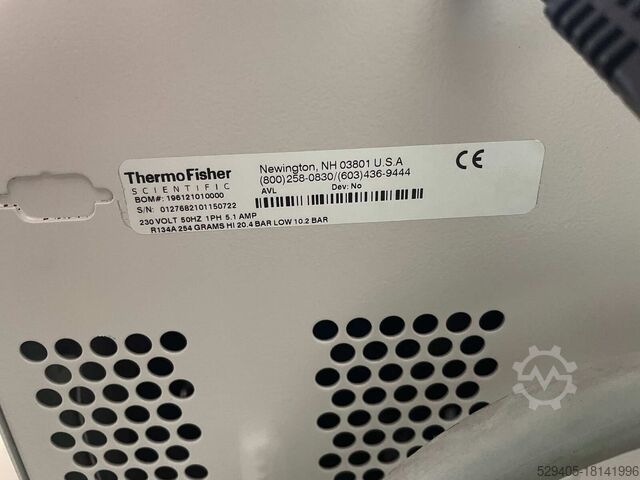 ThermoFisher
SCIENTIFIC
BOM#: 196121010000
S/N: 0127682101150722
230 VOLT 50HZ 1PH 5.1 AMP
R134A 254 GRAMS HI 20.4 BAR LOW 10.2 BAR
Newington, NH 03801 U.S.A
(800)258-0830/(603)436-9444
AVL Dev: No
CE
529405-18141996